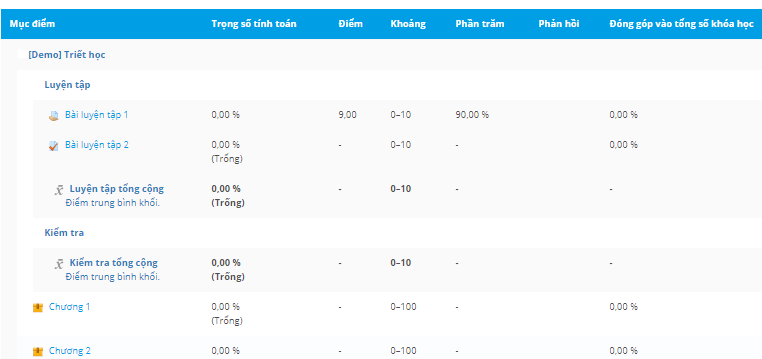 Mục điểm Trọng số tính toán Điểm Khoảng Phần trăm Phản hồi Đóng góp vào tổng số khóa học
[Demo] Triết học
Luyện tập
Bài luyện tập 1 0,00 % 9,00 0–10 90,00 % 0,00 %
Bài luyện tập 2 0,00 % - 0–10 - 0,00 %
(Trống)
Luyện tập tổng cộng 0,00 % - 0–10 - -
Điểm trung bình khối. (Trống)
Kiểm tra
Kiểm tra tổng cộng 0,00 % - 0–10 - -
Điểm trung bình khối. (Trống)
Chương 1 0,00 % - 0–100 - 0,00 %
(Trống)
Chương 2 0,00 % - 0–100 - 0,00 %